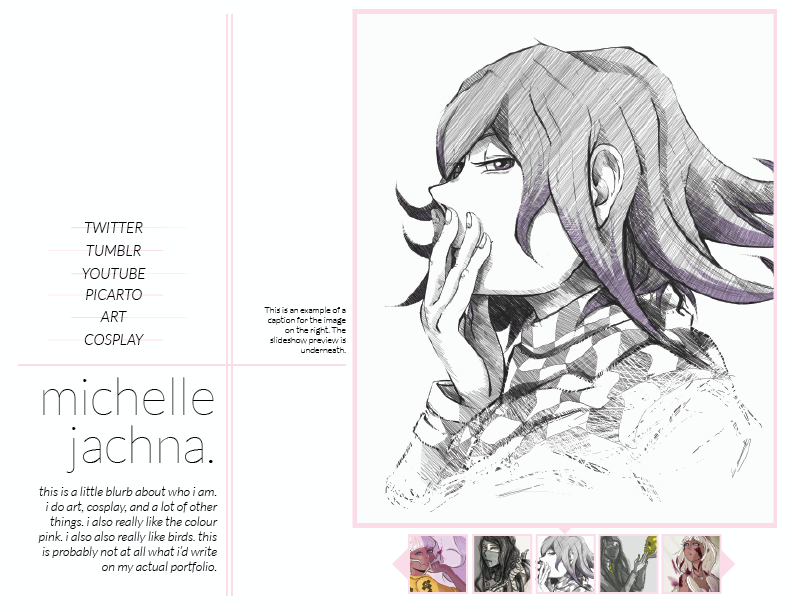 TWITTER
TUMBLR
YOUTUBE
PICARTO
ART
COSPLAY
michelle
jachna.
this is a little blurb about who i am.
i do art, cosplay, and a lot of other
things. i also really like the colour
pink. i also also really like birds. this
is probably not at all what i'd write
on my actual portfolio.
This is an example of a
caption for the image
on the right. The
slideshow preview is
underneath.